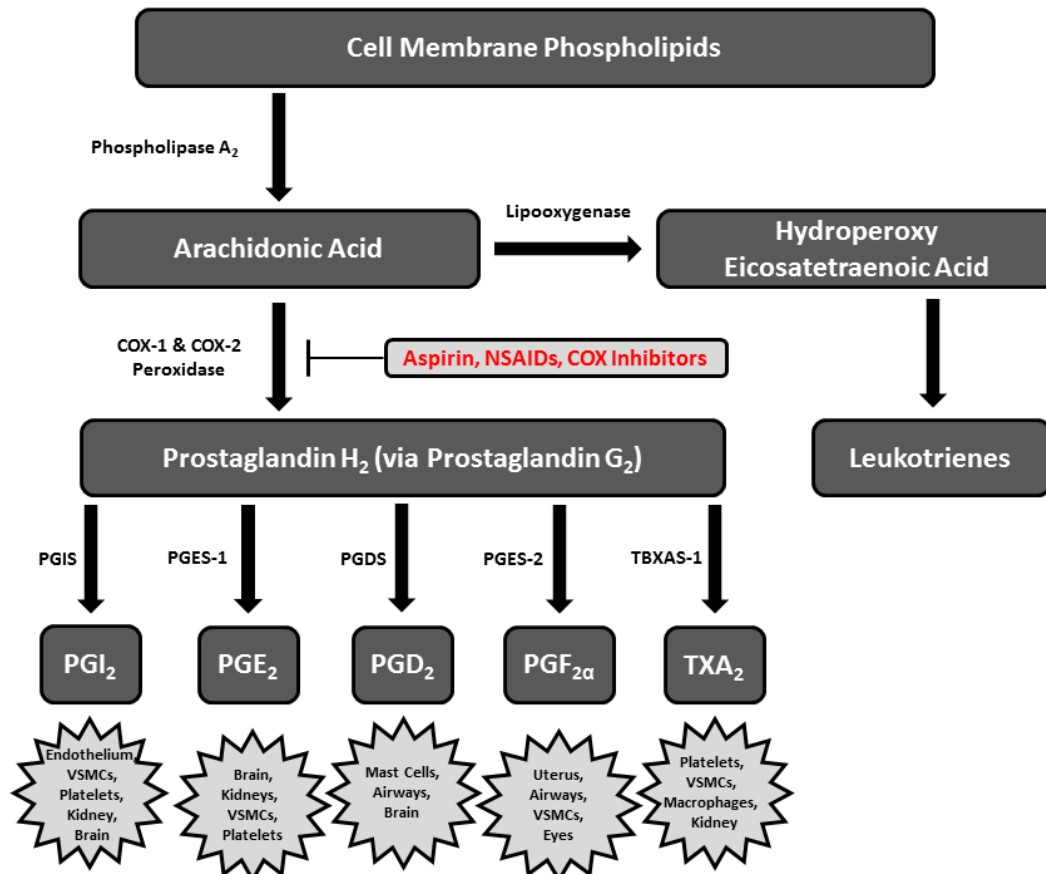 Cell Membrane Phospholipids
Phospholipase A₂
Lipooxygenase
Arachidonic Acid
Hydroperoxy
Eicosatetraenoic Acid
COX-1 & COX-2
Peroxidase
Aspirin, NSAIDs, COX Inhibitors
Prostaglandin H₂ (via Prostaglandin G₂)
Leukotrienes
PGIS
PGES-1
PGDS
PGES-2
TBXAS-1
PGI₂
PGE₂
PGD₂
PGF₂α
TXA₂
Endothelium,
VSMCs,
Platelets,
Kidney,
Brain
Brain,
Kidneys,
VSMCs,
Platelets
Mast Cells,
Airways,
Brain
Uterus,
Airways,
VSMCs,
Eyes
Platelets,
VSMCs,
Macrophages,
Kidney